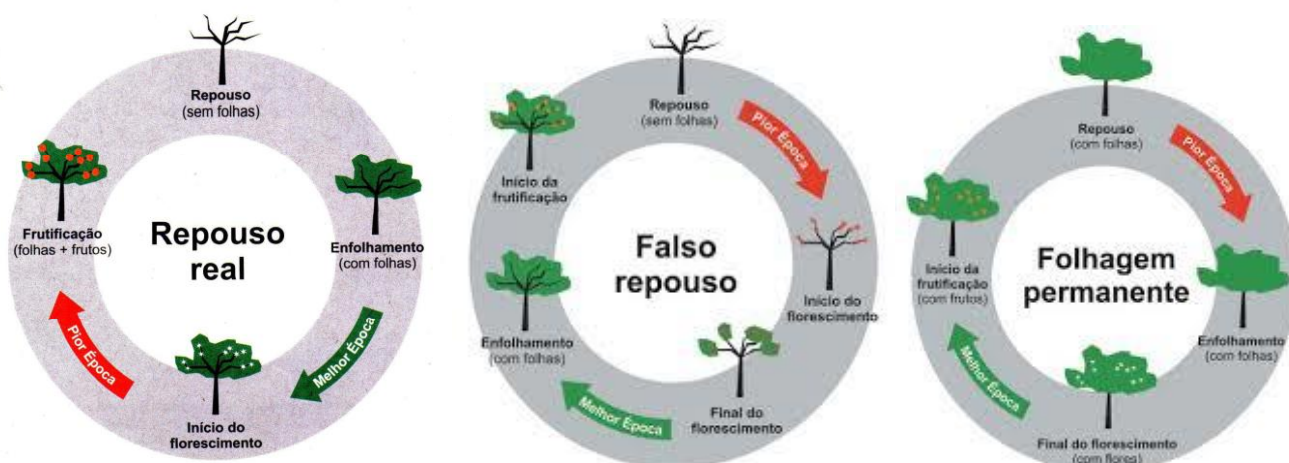 Repouso
(sem folhas)
Enfolhamento
(com folhas)
Melhor Época
Início do
florescimento
Pior Época
Frutificação
(folhas + frutos)
Repouso
real
Repouso
(sem folhas)
Pior Época
Início do
florescimento
Final do
florescimento
Melhor Época
Enfolhamento
(com folhas)
Início da
frutificação
Falso
repouso
Repouso
(com folhas)
Pior Época
Enfolhamento
(com folhas)
Final do florescimento
(com flores)
Melhor Época
Início da
frutificação
(com frutos)
Folhagem
permanente